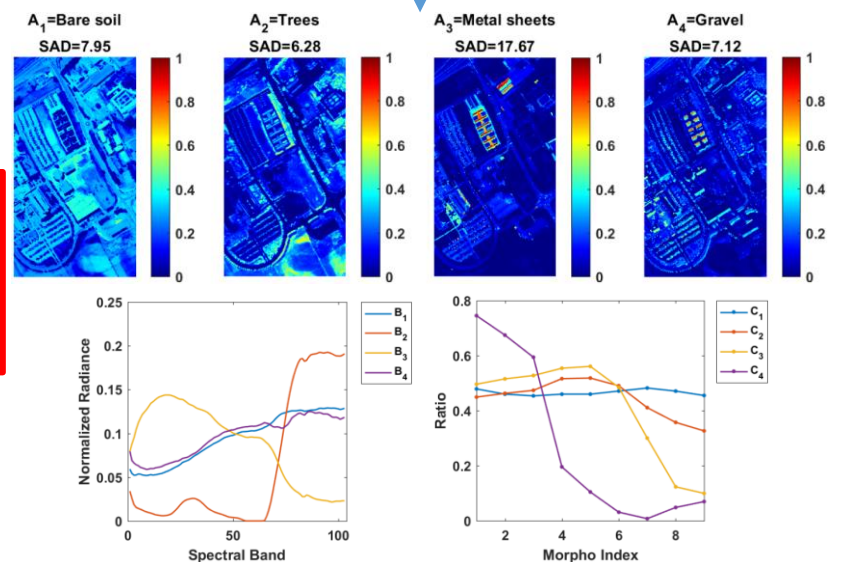 A1=Bare soil
SAD=7.95
A2=Trees
SAD=6.28
A3=Metal sheets
SAD=17.67
A4=Gravel
SAD=7.12
1
0.8
0.6
0.4
0.2
0
1
0.8
0.6
0.4
0.2
0
1
0.8
0.6
0.4
0.2
0
1
0.8
0.6
0.4
0.2
0
Normalized Radiance
0.25
0.2
0.15
0.1
0.05
0
0
50
100
Spectral Band
B1
B2
B3
B4
Ratio
0.8
0.6
0.4
0.2
0
2
4
6
8
Morpho Index
C1
C2
C3
C4